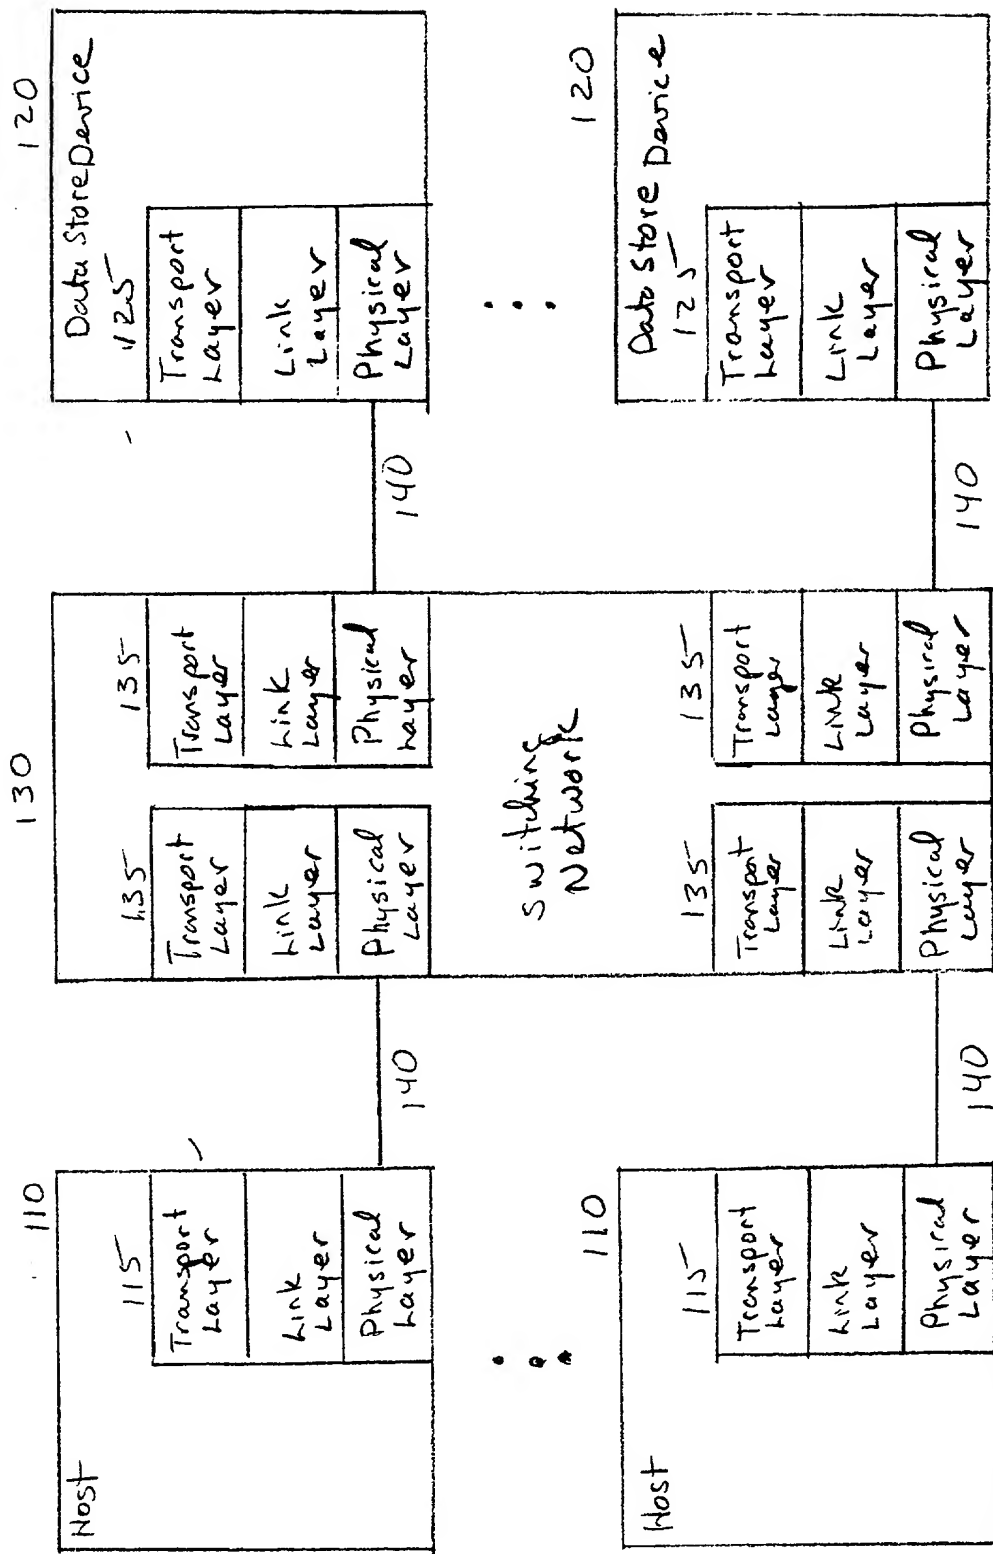 110
Host
115
Transport
Layer
Link
Layer
Physical
Layer
140
130
135
Transport
Layer
Link
Layer
Physical
Layer
135
Transport
Layer
Link
Layer
Physical
Layer
140
120
Data Store Device
125
Transport
Layer
Link
Layer
Physical
Layer
Switching
Network
110
Host
115
Transport
Layer
Link
Layer
Physical
Layer
140
135
Transport
Layer
Link
Layer
Physical
Layer
135
Transport
Layer
Link
Layer
Physical
Layer
140
120
Data Store Device
125
Transport
Layer
Link
Layer
Physical
Layer